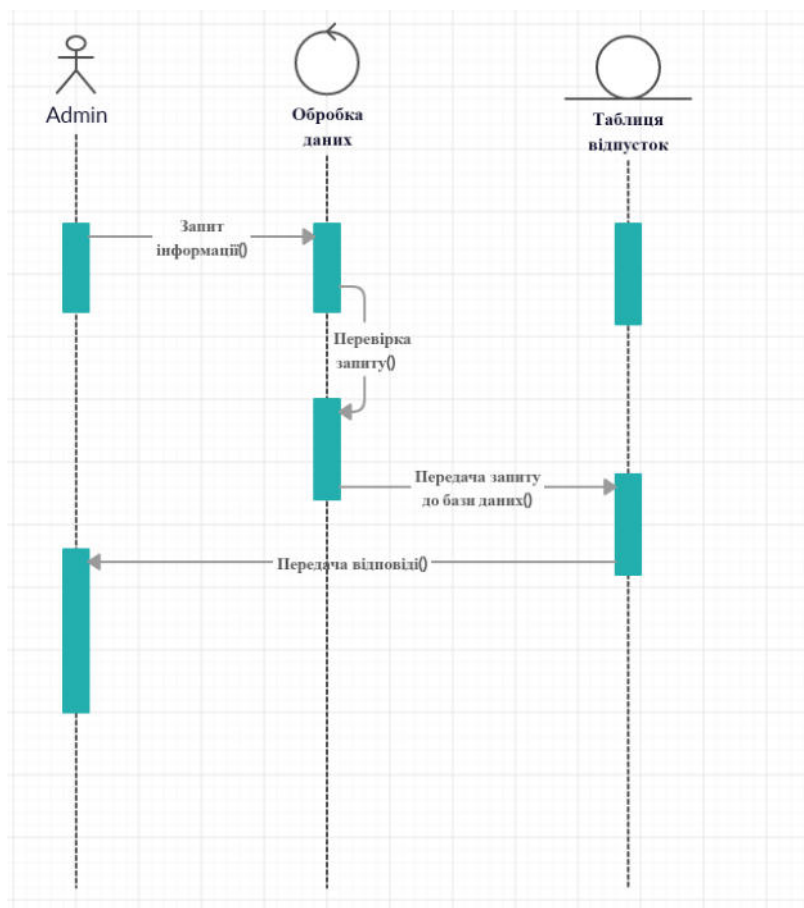 Admin
Обробка
даних
Таблиця
відпусток
Запит
інформації()
Перевірка
запиту()
Передача запиту
до бази даних()
Передача відповіді()